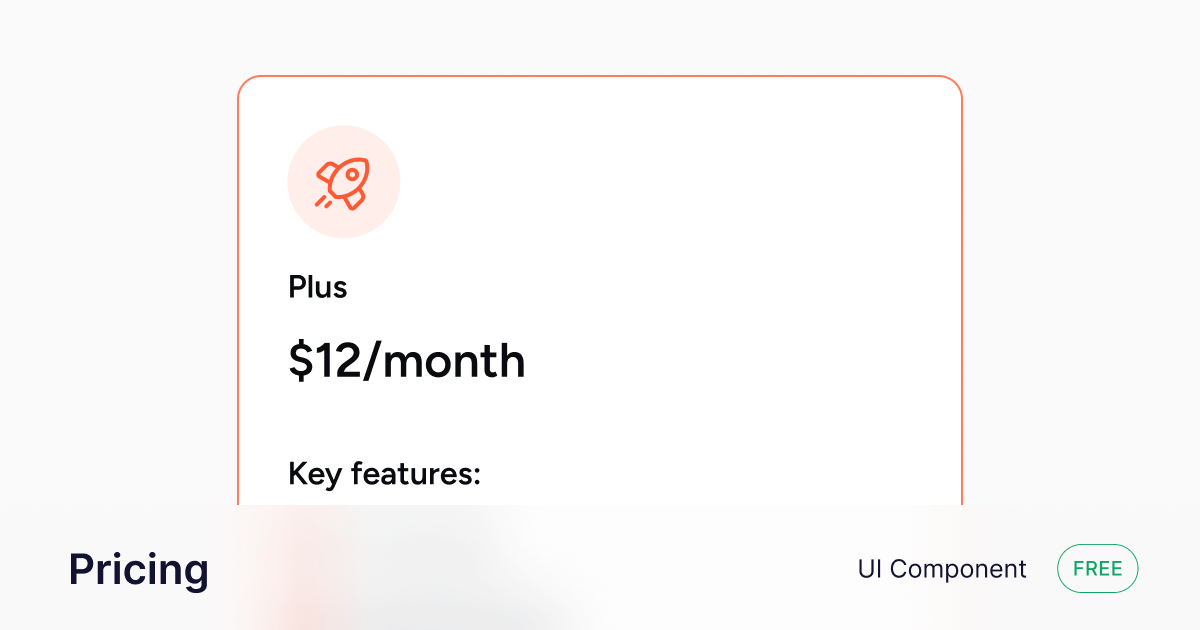 Plus
$12/month
Key features:
Pricing
UI Component
FREE